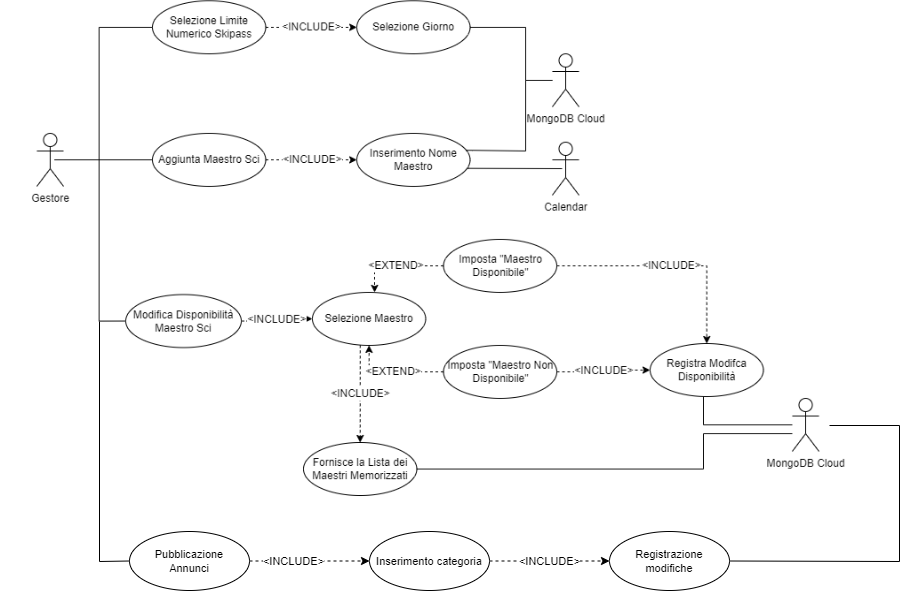 Selezione Limite
Numerico Skipass
<INCLUDE>
Selezione Giorno
MongoDB Cloud
Gestore
Aggiunta Maestro Sci
<INCLUDE>
Inserimento Nome
Maestro
Calendar
<EXTEND>
Imposta "Maestro
Disponibile"
<INCLUDE>
Modifica Disponibilità
Maestro Sci
<INCLUDE>
Selezione Maestro
<EXTEND>
Imposta "Maestro Non
Disponibile"
<INCLUDE>
Registra Modifca
Disponibilità
<INCLUDE>
Fornisce la Lista dei
Maestri Memorizzati
MongoDB Cloud
Pubblicazione
Annunci
<INCLUDE>
Inserimento categoria
<INCLUDE>
Registrazione
modifiche